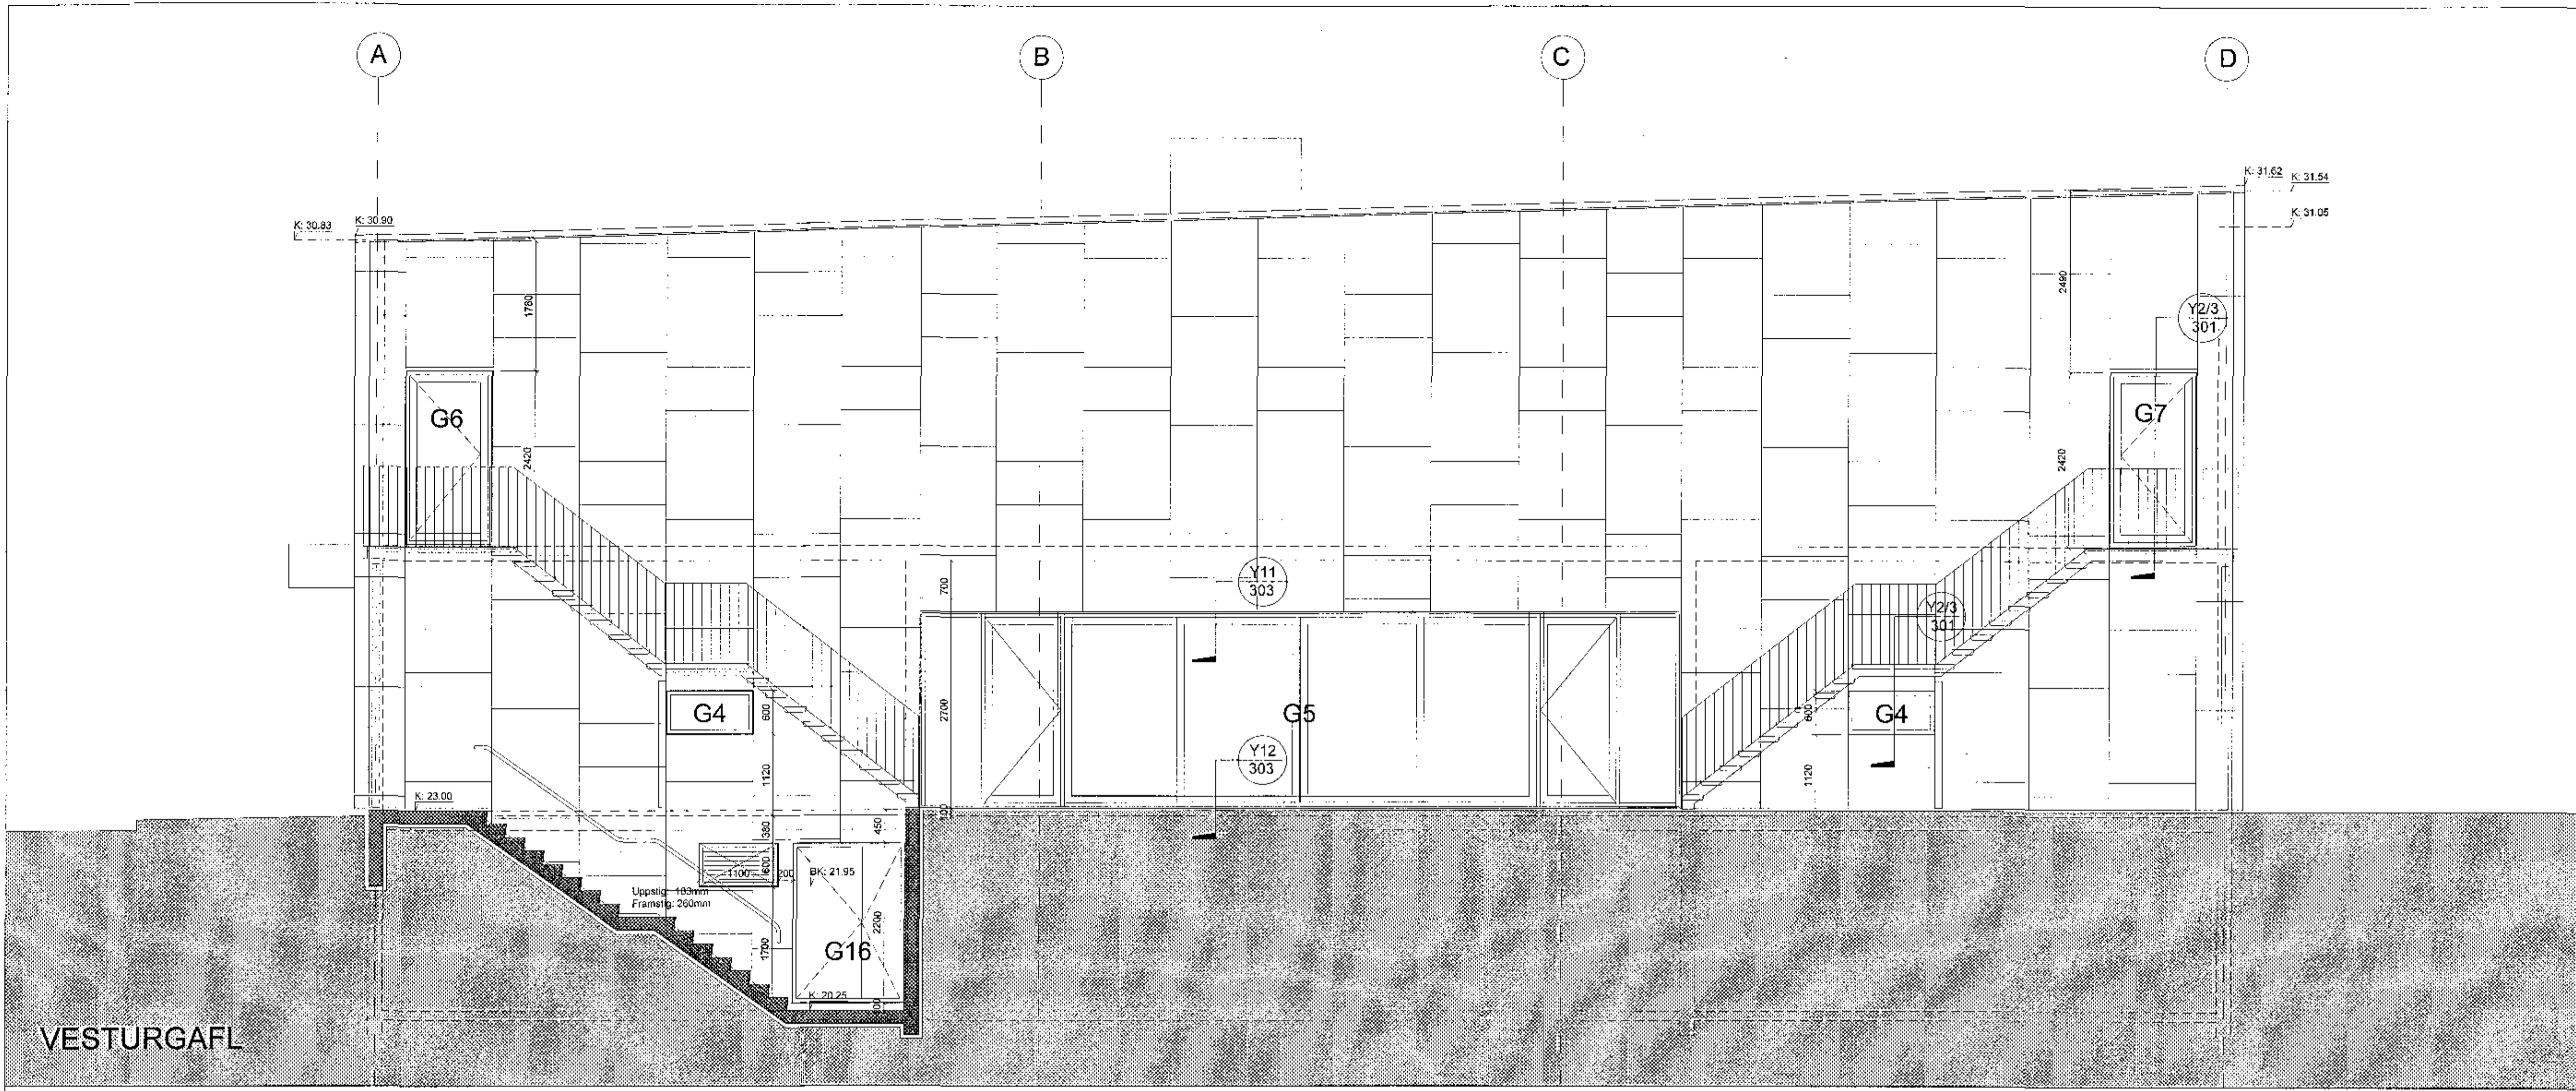 A
B
C
D
K: 31.62
K: 31.54
K: 30.83
K: 30.90
K: 31.05
1780
2490
Y2/3
301
G6
G7
2420
2420
Y11
303
700
Y2/3
301
G4
600
2700
G5
600
G4
Y12
303
1120
1120
K: 23.00
100
380
450
600
1100
200
BK: 21.95
Uppstig: 183mm
Framstig: 260mm
2200
1700
G16
K: 20.25
VESTURGAFL